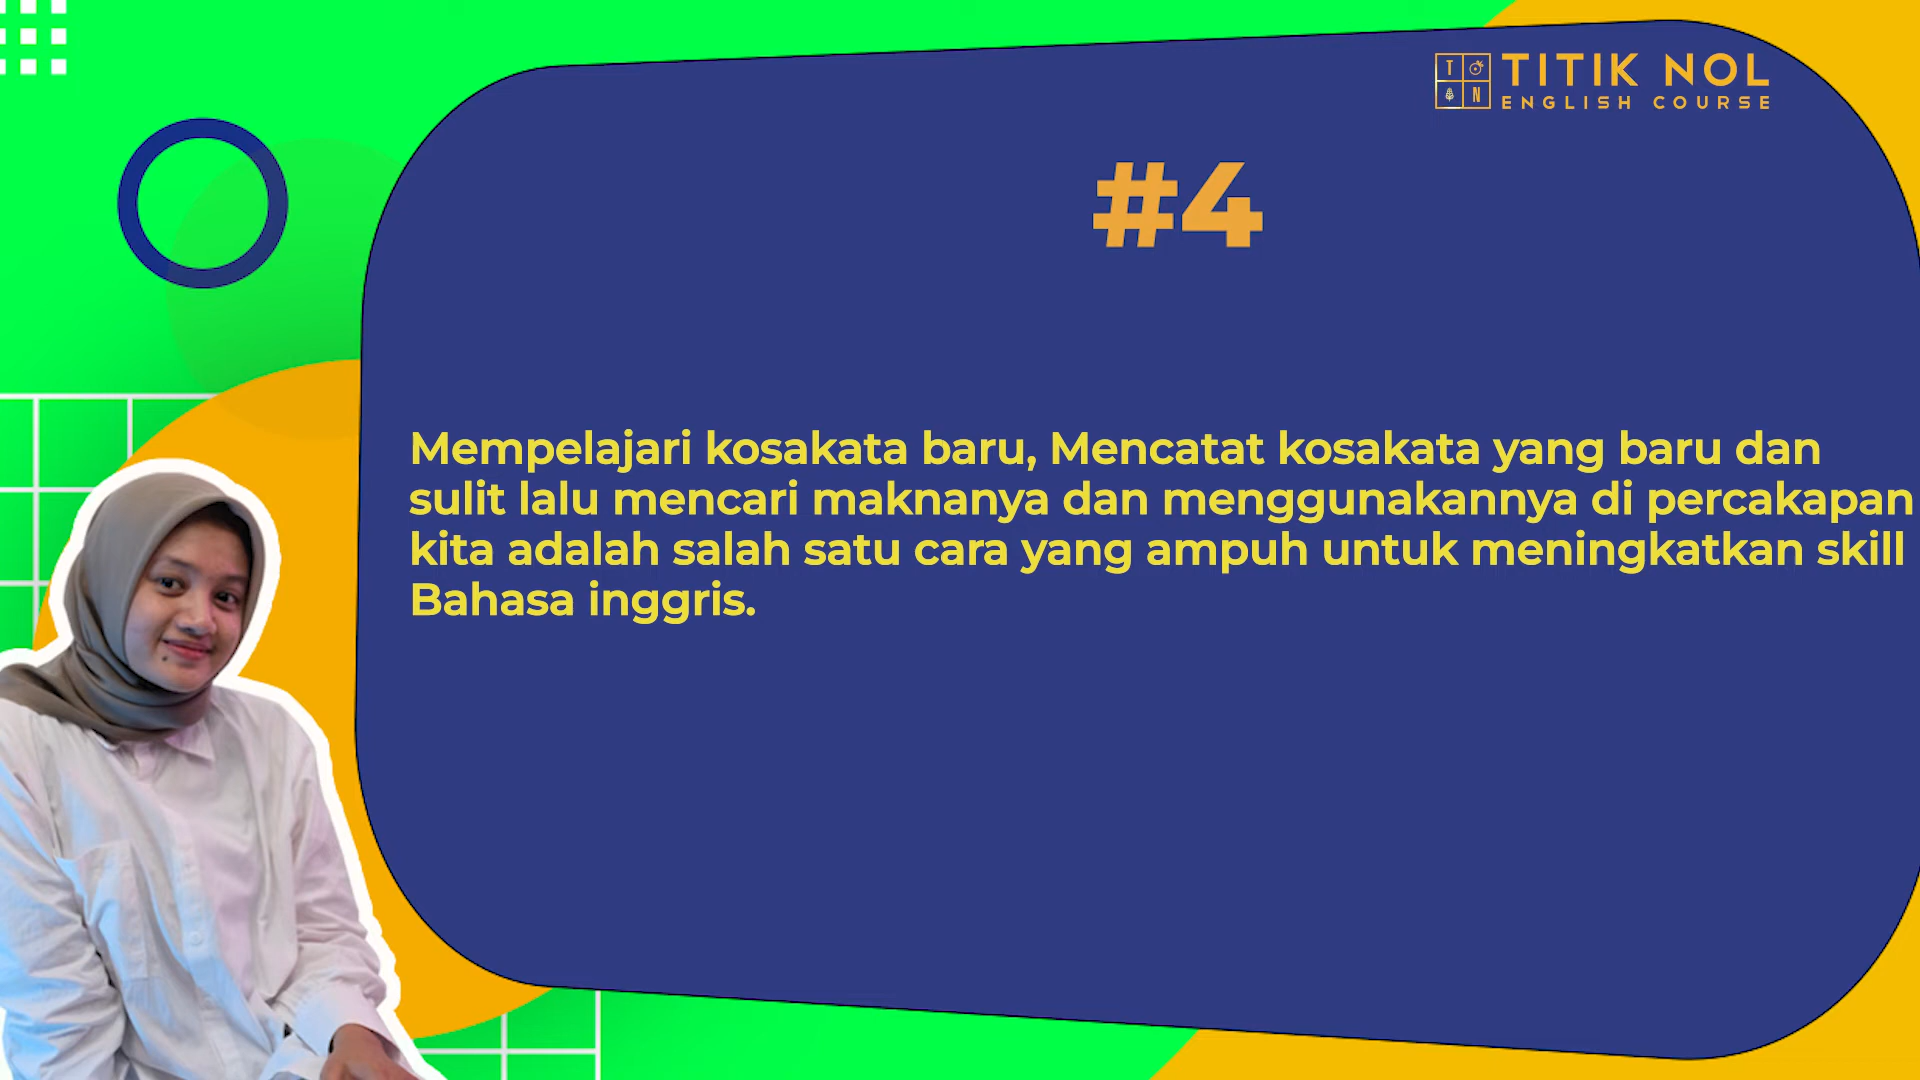 T N
TITIK NOL
ENGLISH COURSE
#4
Mempelajari kosakata baru, Mencatat kosakata yang baru dan
sulit lalu mencari maknanya dan menggunakannya di percakapan
kita adalah salah satu cara yang ampuh untuk meningkatkan skill
Bahasa inggris.